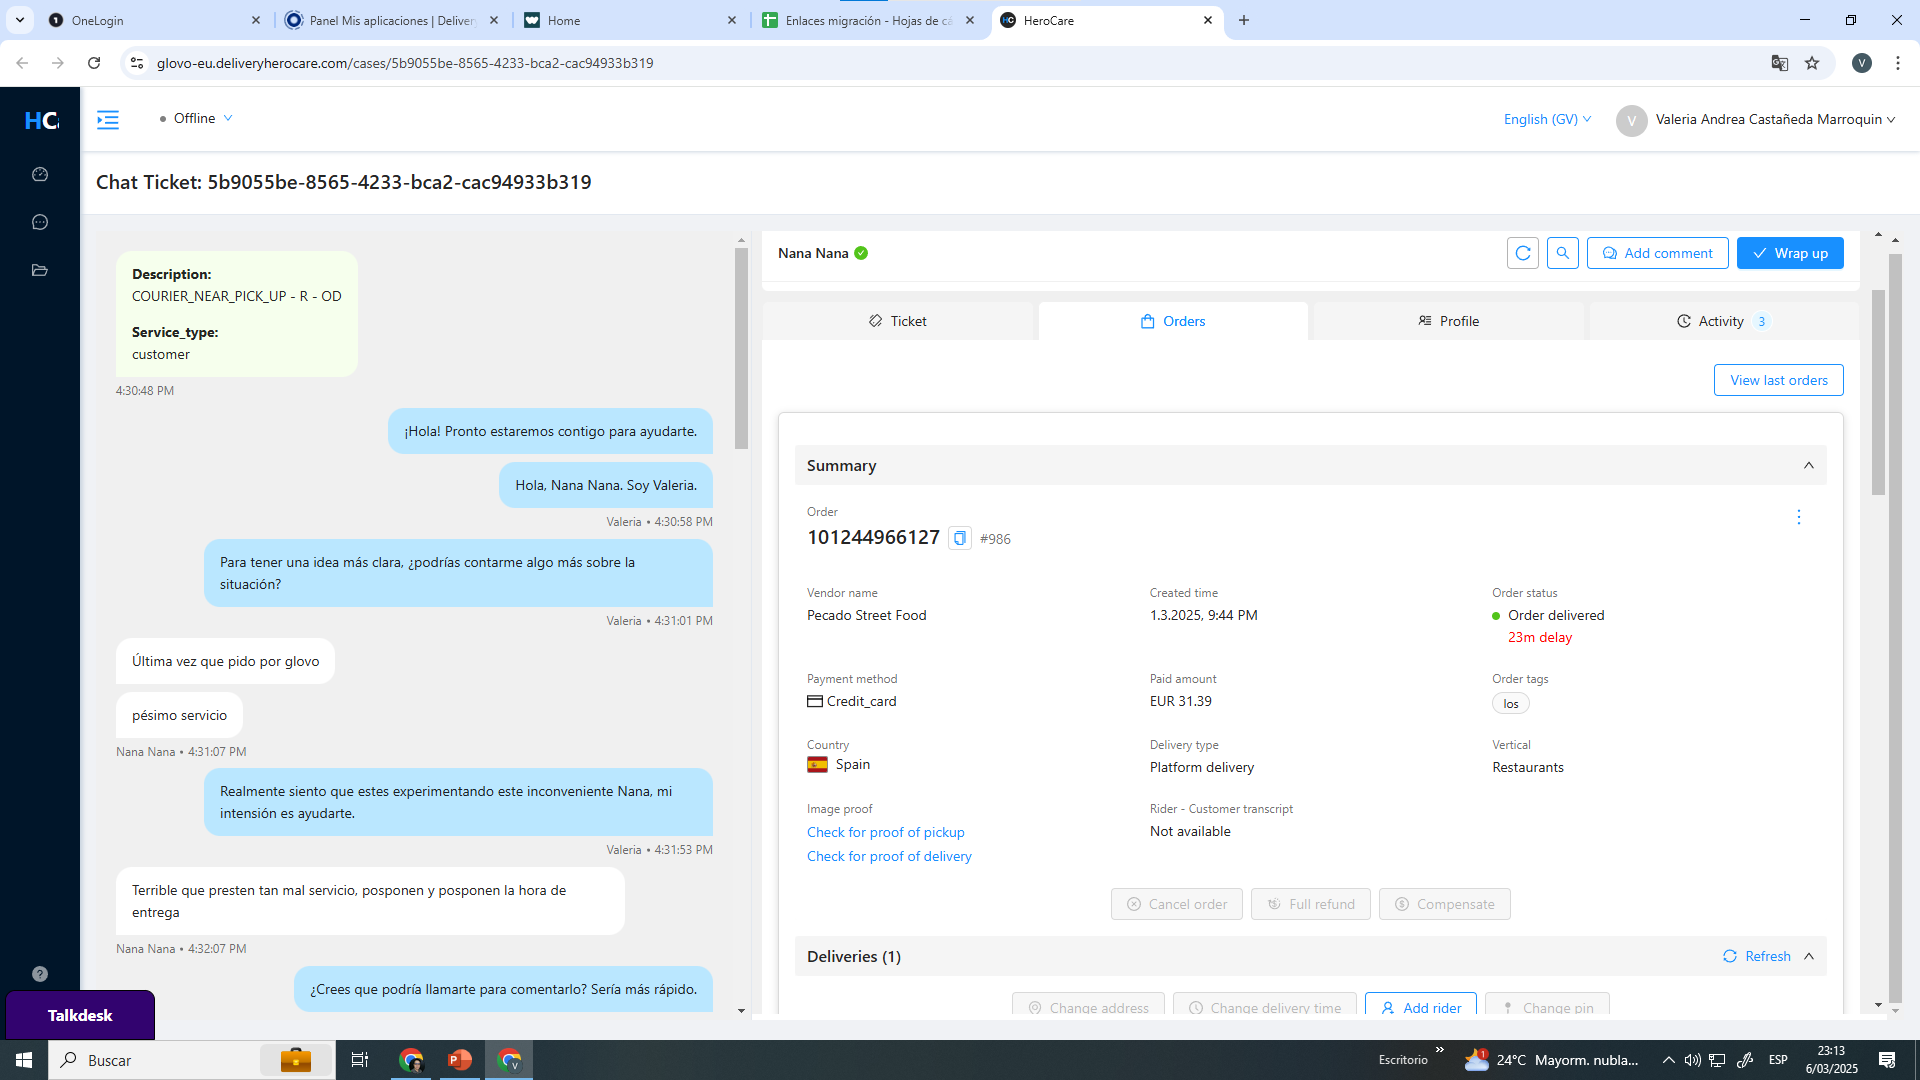 OneLogin
Panel Mis aplicaciones | Delivery
Home
Enlaces migración - Hojas de cá
HC HeroCare
glovo-eu.deliveryherocare.com/cases/5b9055be-8565-4233-bca2-cac94933b319
V
HC
Offline
English (GV)
V Valeria Andrea Castañeda Marroquin
Chat Ticket: 5b9055be-8565-4233-bca2-cac94933b319
Description:
COURIER_NEAR_PICK_UP - R - OD
Service_type:
customer
4:30:48 PM
¡Hola! Pronto estaremos contigo para ayudarte.
Hola, Nana Nana. Soy Valeria.
Valeria • 4:30:58 PM
Para tener una idea más clara, ¿podrías contarme algo más sobre la
situación?
Valeria • 4:31:01 PM
Última vez que pido por glovo
pésimo servicio
Nana Nana • 4:31:07 PM
Realmente siento que estes experimentando este inconveniente Nana, mi
intensión es ayudarte.
Valeria • 4:31:53 PM
Terrible que presten tan mal servicio, posponen y posponen la hora de
entrega
Nana Nana • 4:32:07 PM
¿Crees que podría llamarte para comentarlo? Sería más rápido.
Nana Nana
Add comment
Wrap up
Ticket
Orders
Profile
Activity 3
View last orders
Summary
Order
101244966127 #986
Vendor name
Pecado Street Food
Created time
1.3.2025, 9:44 PM
Order status
Order delivered
23m delay
Payment method
Credit_card
Paid amount
EUR 31.39
Order tags
Ios
Country
Spain
Delivery type
Platform delivery
Vertical
Restaurants
Image proof
Check for proof of pickup
Check for proof of delivery
Rider - Customer transcript
Not available
Cancel order
Full refund
Compensate
Deliveries (1)
Refresh
Change address
Change delivery time
Add rider
Change pin
?
Talkdesk
Buscar
Escritorio
1
24°C Mayorm. nubla...
ESP
23:13
6/03/2025